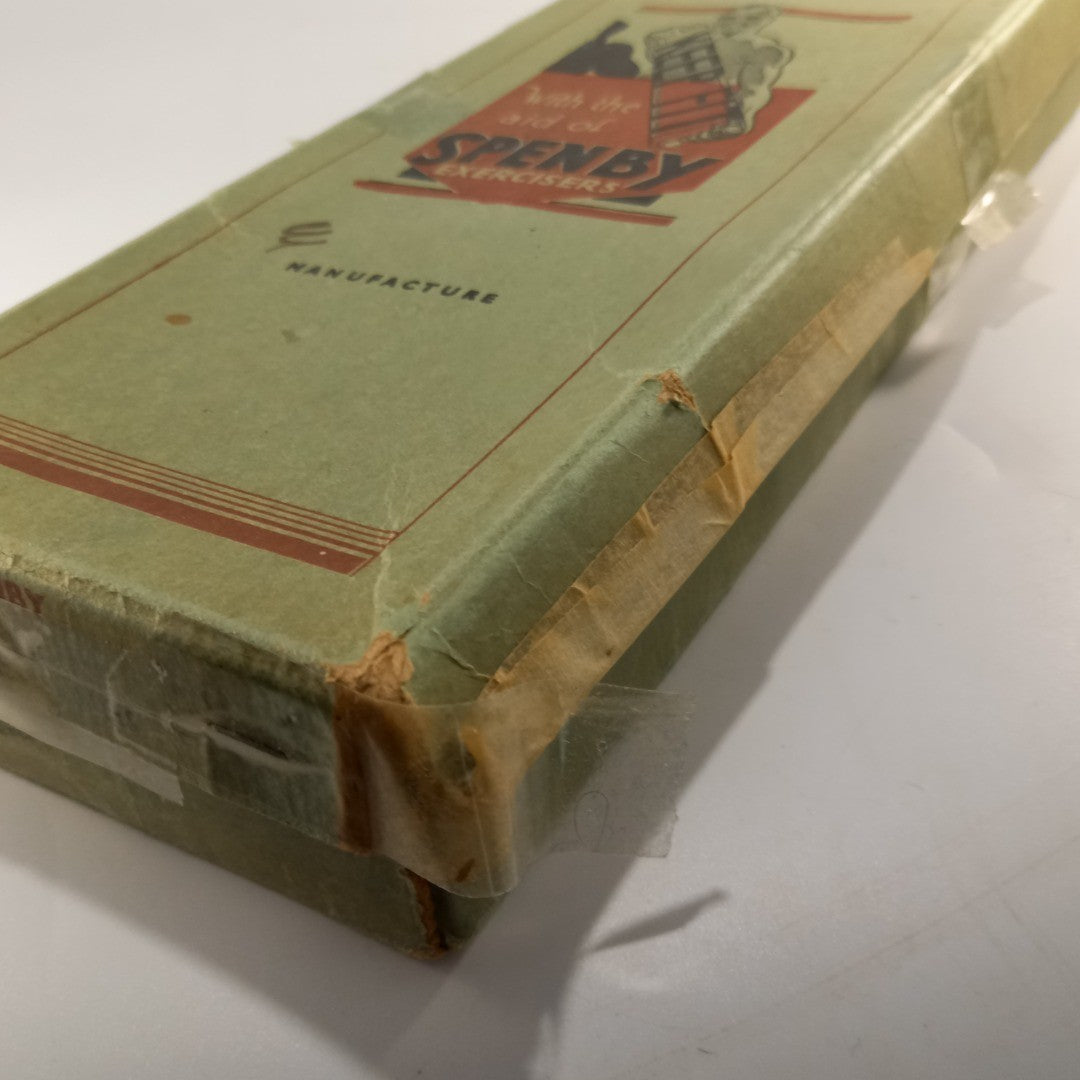 With the
aid of
SPENBY
EXERCISERS
MANUFACTURE